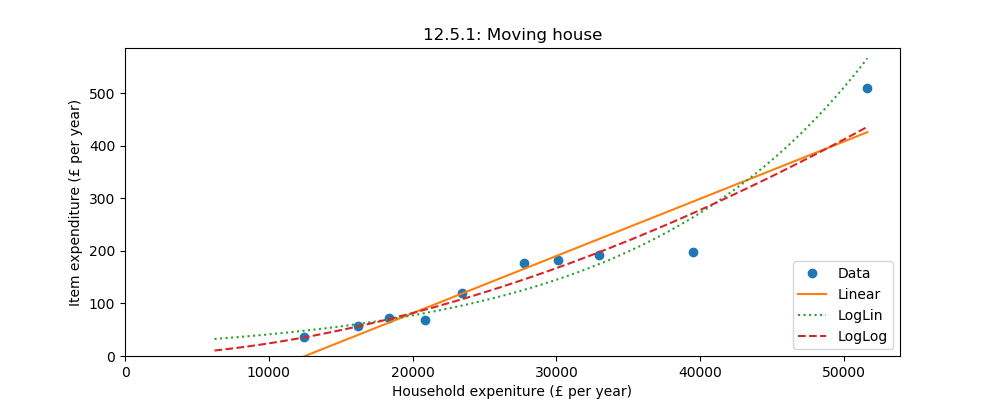 12.5.1: Moving house
Item expenditure (£ per year)
500
400
300
200
100
0
0 10000 20000 30000 40000 50000
Household expeniture (£ per year)
Data
Linear
LogLin
LogLog